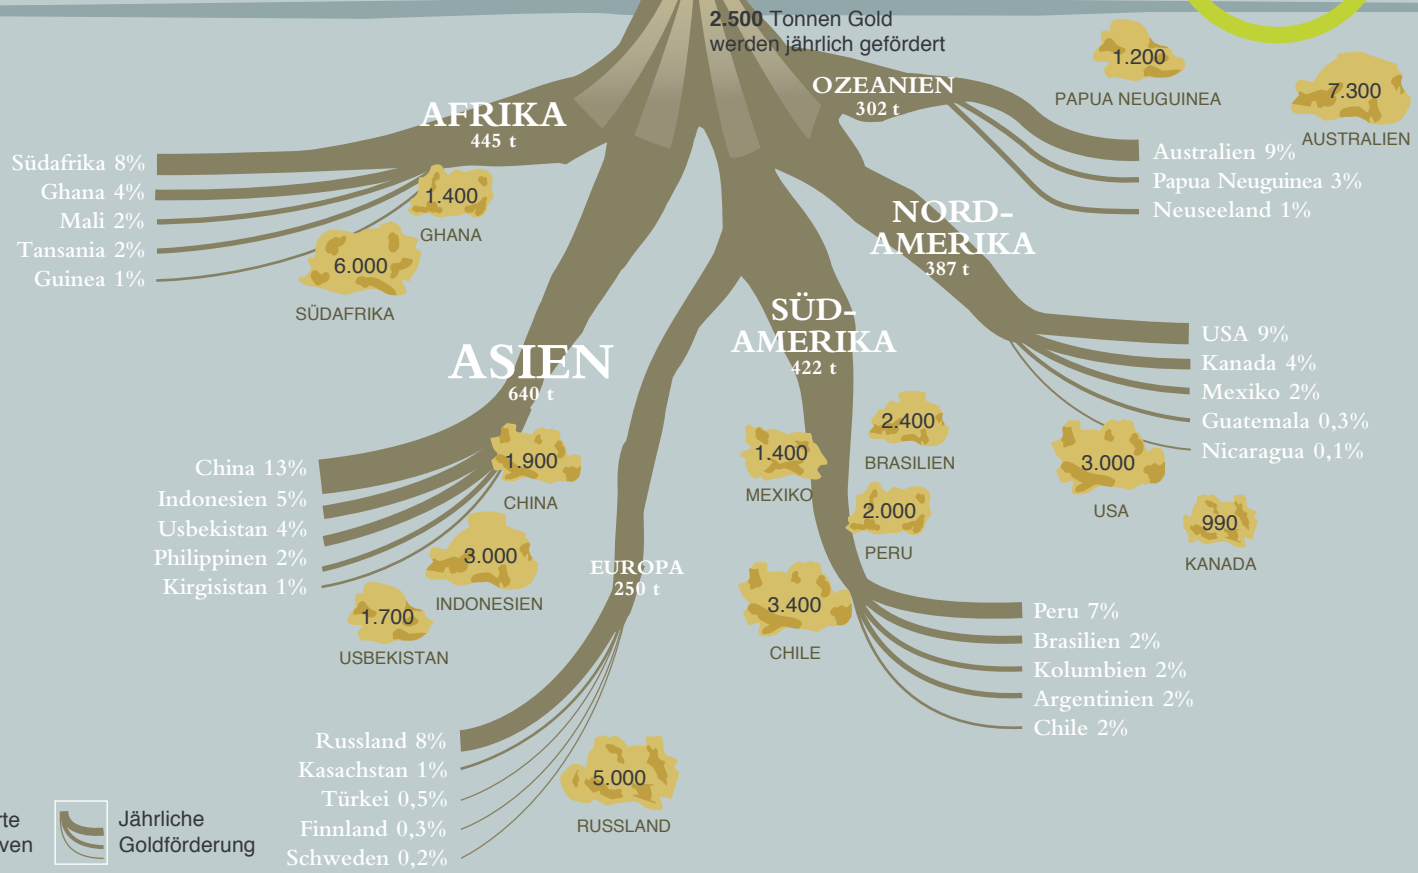 2.500 Tonnen Gold
werden jährlich gefördert
AFRIKA
445 t
Südafrika 8%
Ghana 4%
Mali 2%
Tansania 2%
Guinea 1%
1.400
GHANA
6.000
SÜDAFRIKA
OZEANIEN
302 t
1.200
PAPUA NEUGUINEA
7.300
AUSTRALIEN
Australien 9%
Papua Neuguinea 3%
Neuseeland 1%
NORD-
AMERIKA
387 t
USA 9%
Kanada 4%
Mexiko 2%
Guatemala 0,3%
Nicaragua 0,1%
3.000
USA
990
KANADA
ASIEN
640 t
China 13%
Indonesien 5%
Usbekistan 4%
Philippinen 2%
Kirgisistan 1%
1.900
CHINA
3.000
INDONESIEN
1.700
USBEKISTAN
SÜD-
AMERIKA
422 t
1.400
MEXIKO
2.400
BRASILIEN
2.000
PERU
3.400
CHILE
Peru 7%
Brasilien 2%
Kolumbien 2%
Argentinien 2%
Chile 2%
EUROPA
250 t
Russland 8%
Kasachstan 1%
Türkei 0,5%
Finnland 0,3%
Schweden 0,2%
5.000
RUSSLAND
rte
ven
Jährliche
Goldförderung